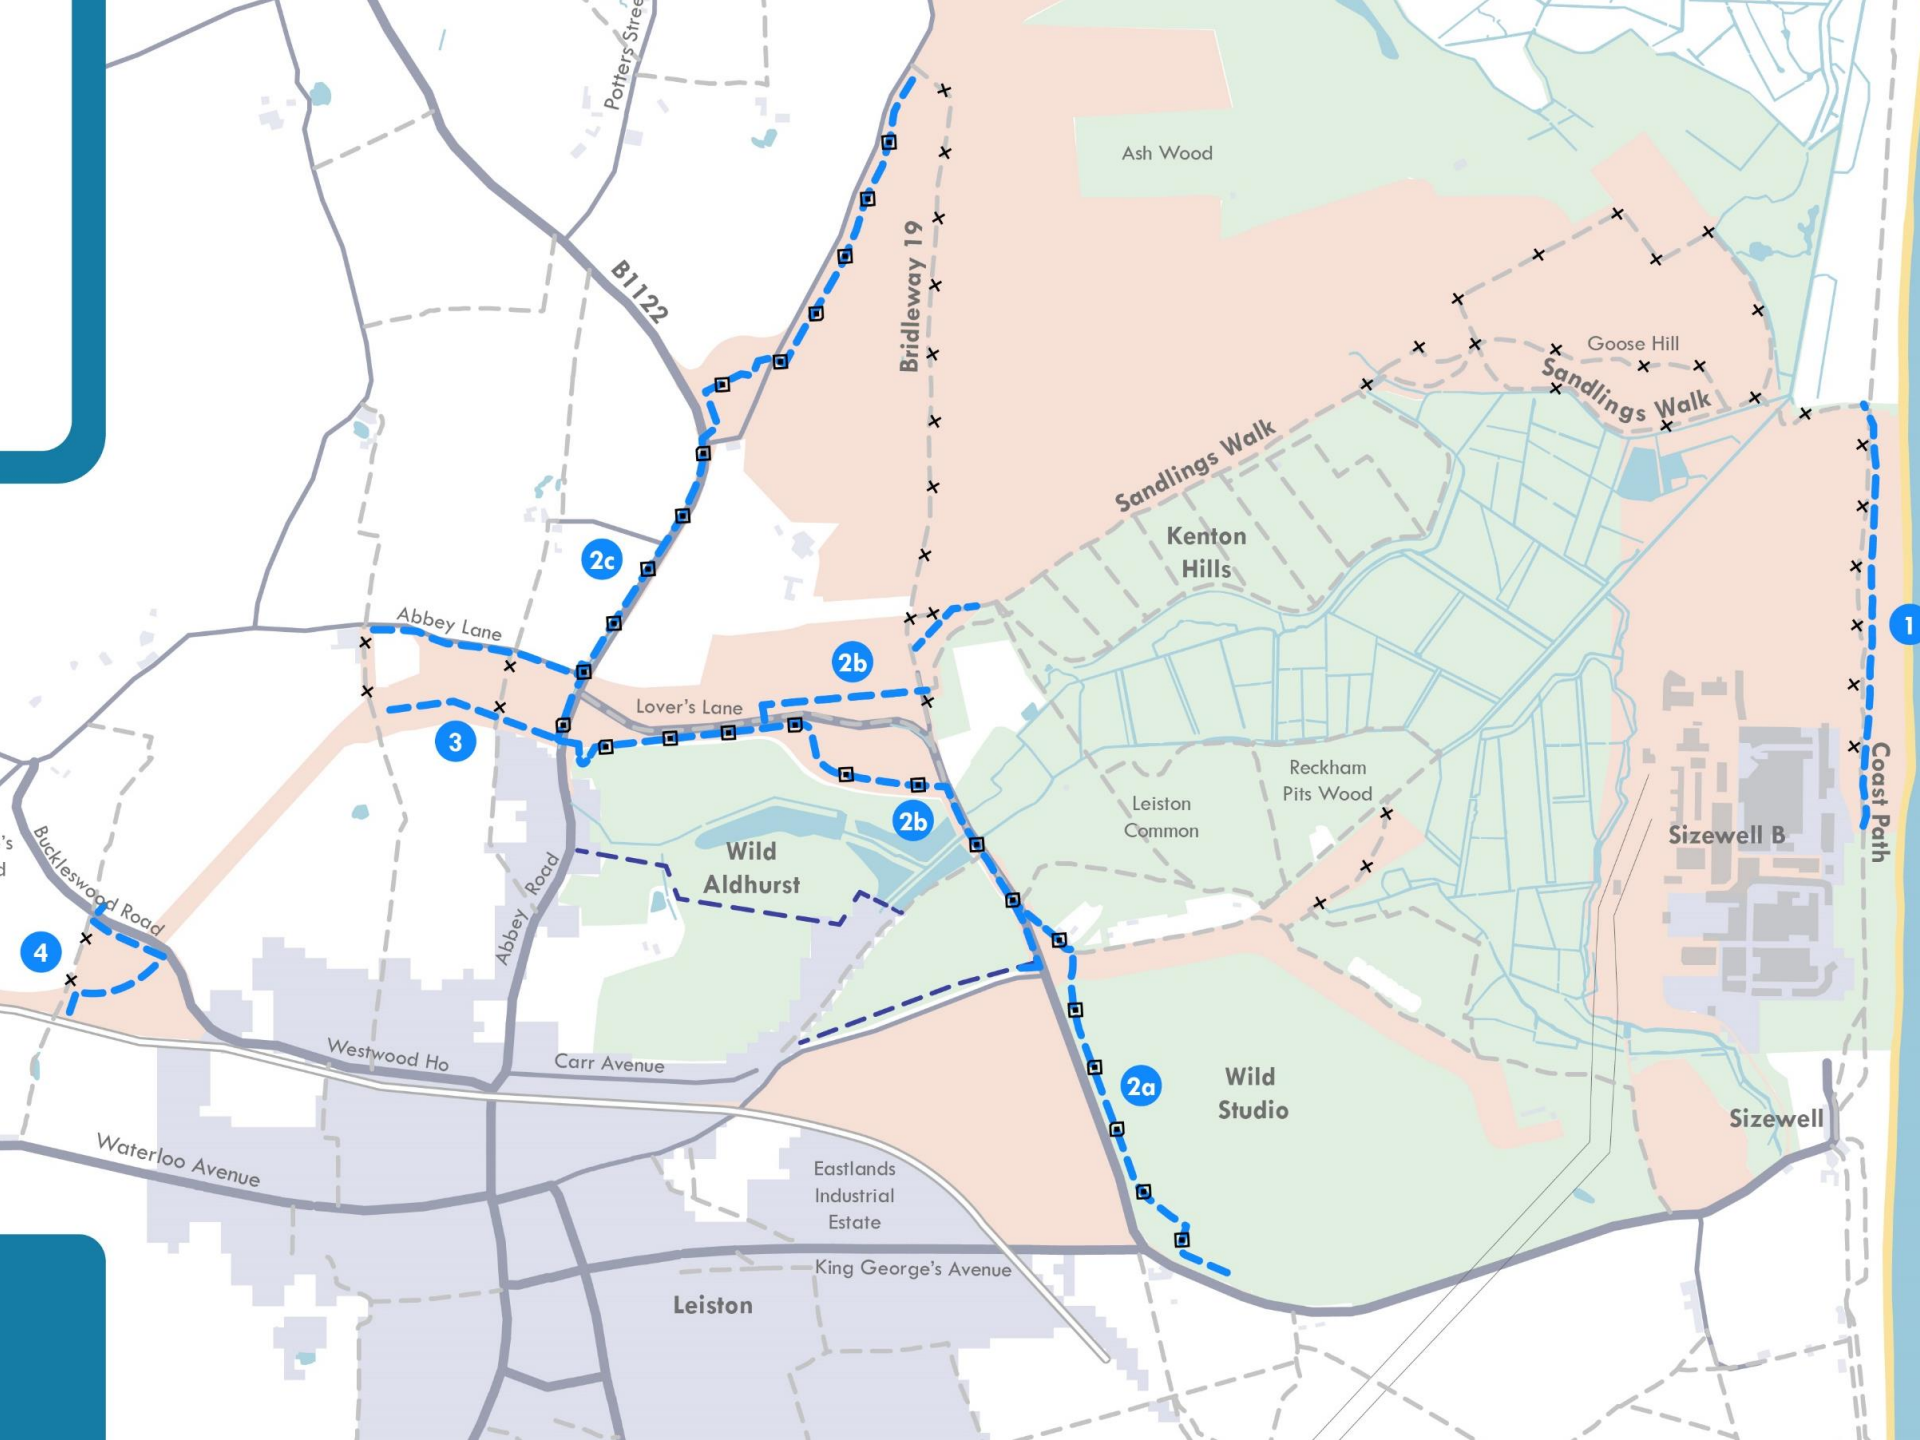 Potters Stree
Ash Wood
B1122
Bridleway 19
Goose Hill
Sandlings Walk
Sandlings Walk
Kenton
Hills
2c
1
Abbey Lane
2b
Lover's Lane
3
Coast Path
Reckham
Pits Wood
Leiston
Common
2b
Sizewell B
's
d
Buckleswood Road
Wild
Aldhurst
Abbey Road
4
Westwood Ho
Carr Avenue
2a
Wild
Studio
Sizewell
Waterloo Avenue
Eastlands
Industrial
Estate
King George's Avenue
Leiston